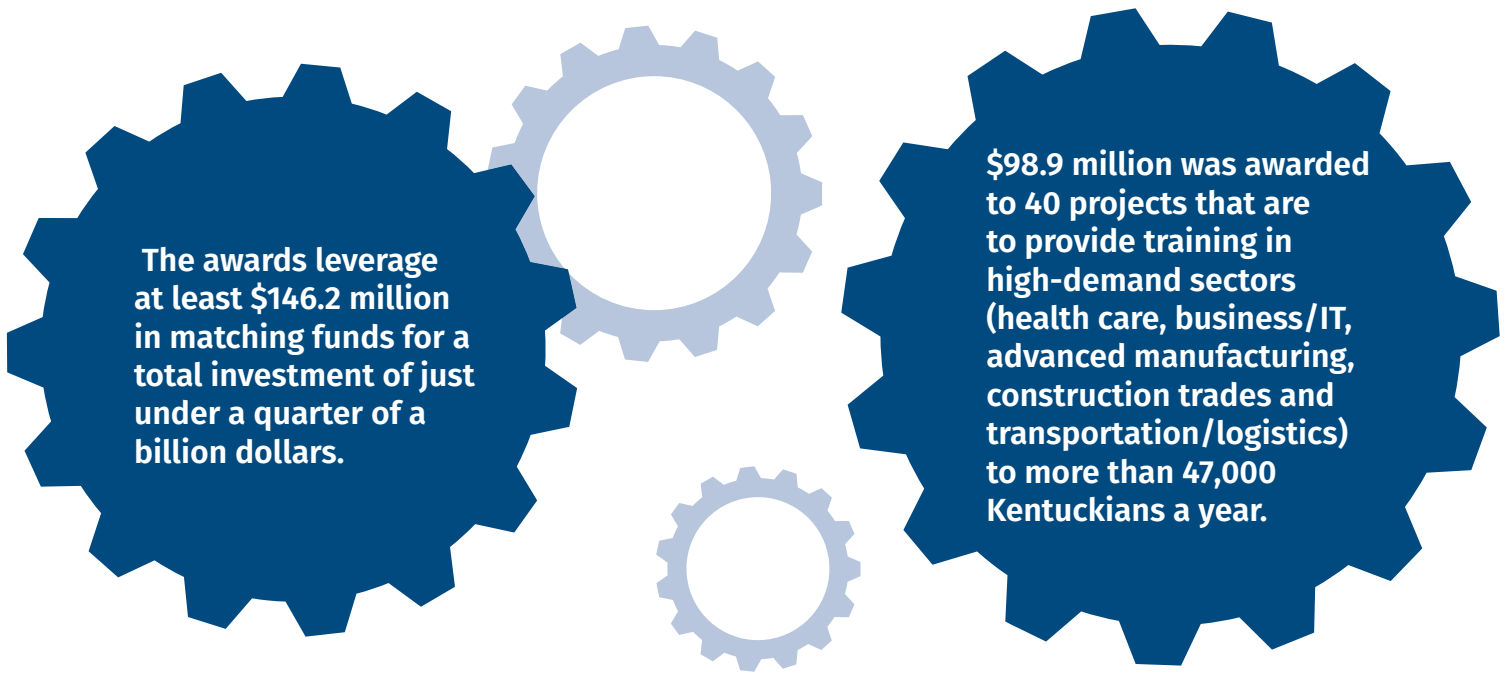 The awards leverage
at least $146.2 million
in matching funds for a
total investment of just
under a quarter of a
billion dollars.
$98.9 million was awarded
to 40 projects that are
to provide training in
high-demand sectors
(health care, business/IT,
advanced manufacturing,
construction trades and
transportation/logistics)
to more than 47,000
Kentuckians a year.